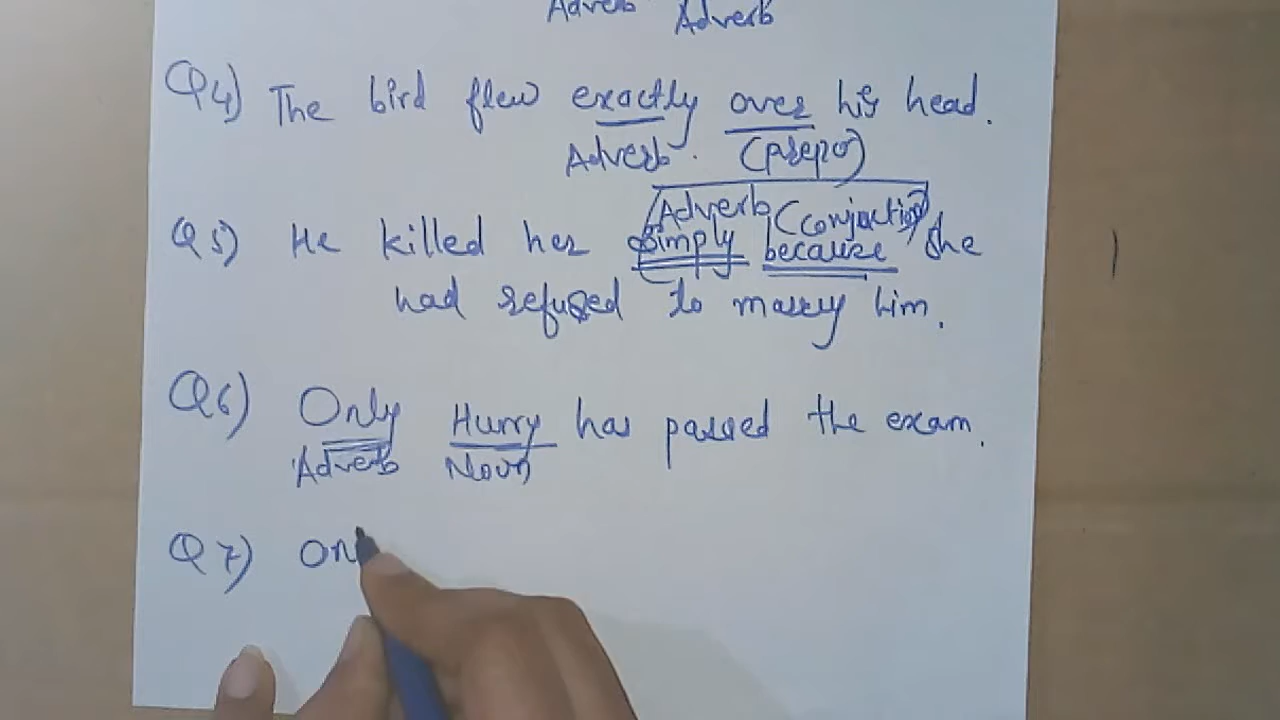 Adverb Adverb
Q4) The bird flew exactly over his head.
Adverb. (prepo)
Adverb (conjuction)
Q5) He killed her simply because she
had refused to marry him.
Q6) Only Hurry has passed the exam.
Adverb Noun
Q7) On